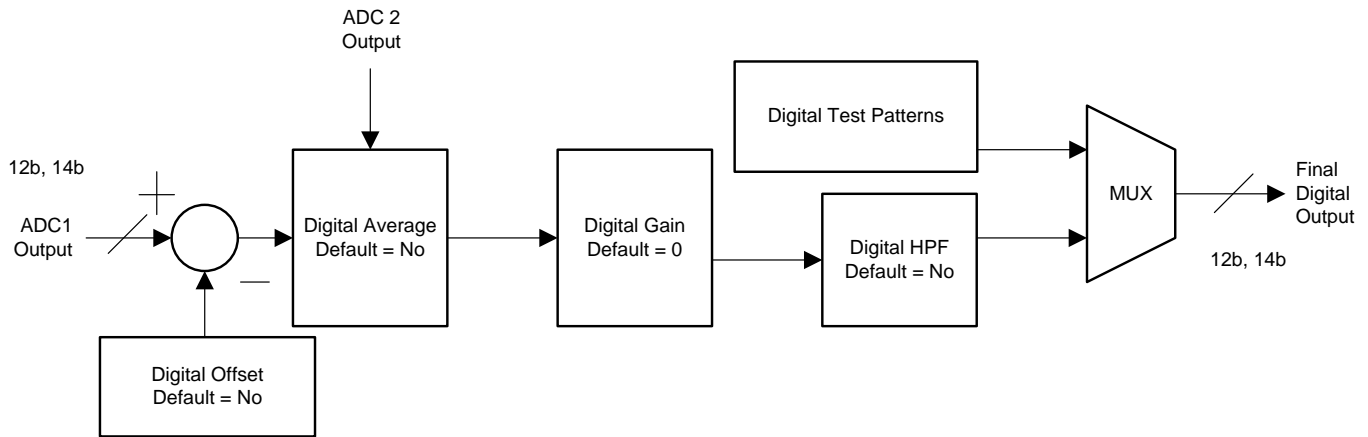 ADC 2
Output
12b, 14b
ADC1
Output
Digital Offset
Default = No
Digital Average
Default = No
Digital Gain
Default = 0
Digital Test Patterns
Digital HPF
Default = No
MUX
Final
Digital
Output
12b, 14b